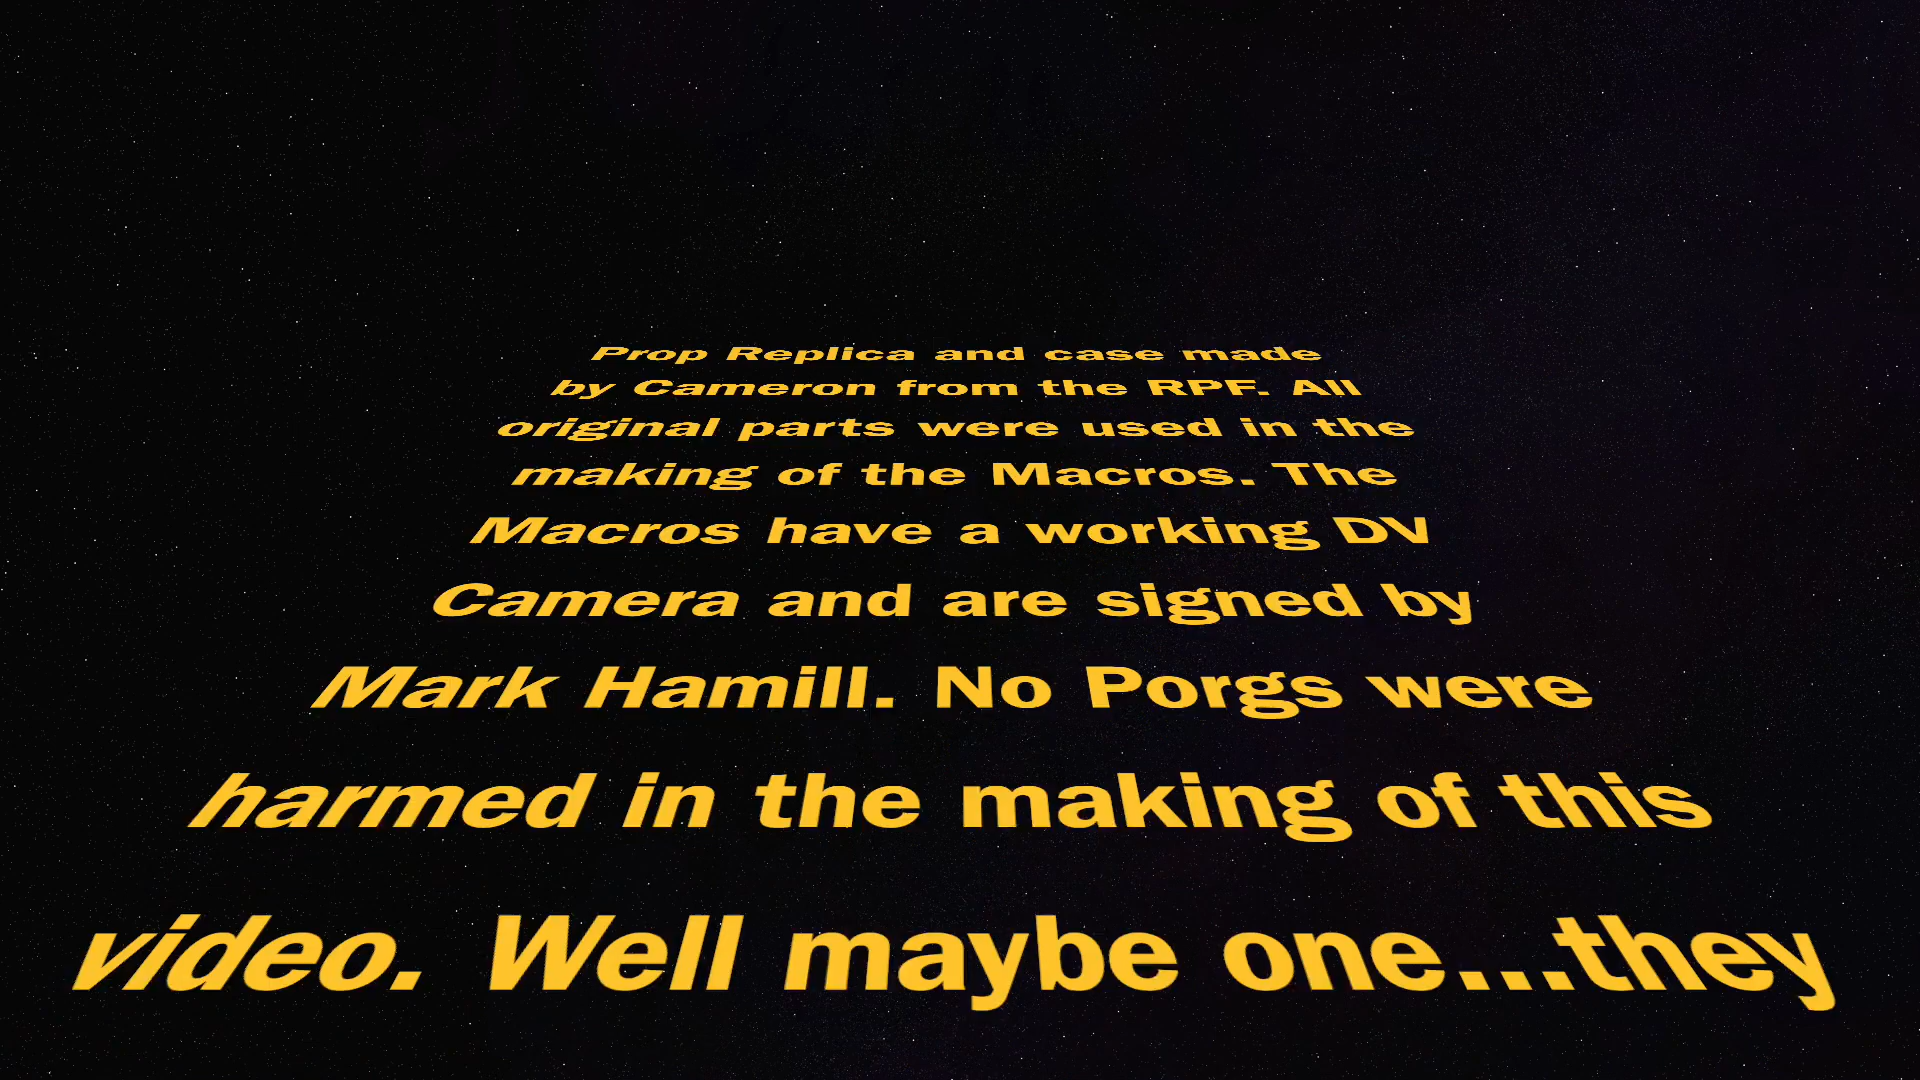 Prop Replica and case made
by Cameron from the RPF. All
original parts were used in the
making of the Macros. The
Macros have a working DV
Camera and are signed by
Mark Hamill. No Porgs were
harmed in the making of this
video. Well maybe one...they